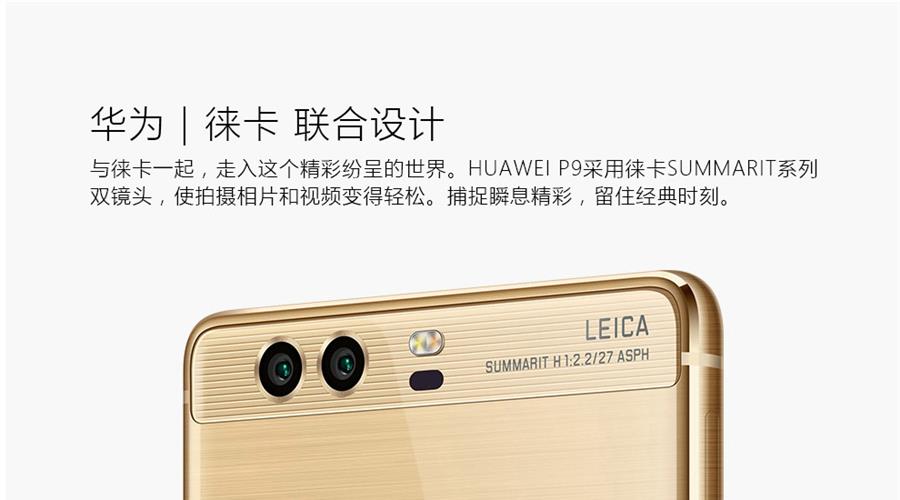 华为 | 徕卡 联合设计
与徕卡一起，走入这个精彩纷呈的世界。HUAWEI P9采用徕卡SUMMARIT系列
双镜头，使拍摄相片和视频变得轻松。捕捉瞬息精彩，留住经典时刻。
LEICA
SUMMARIT H 1:2.2/27 ASPH